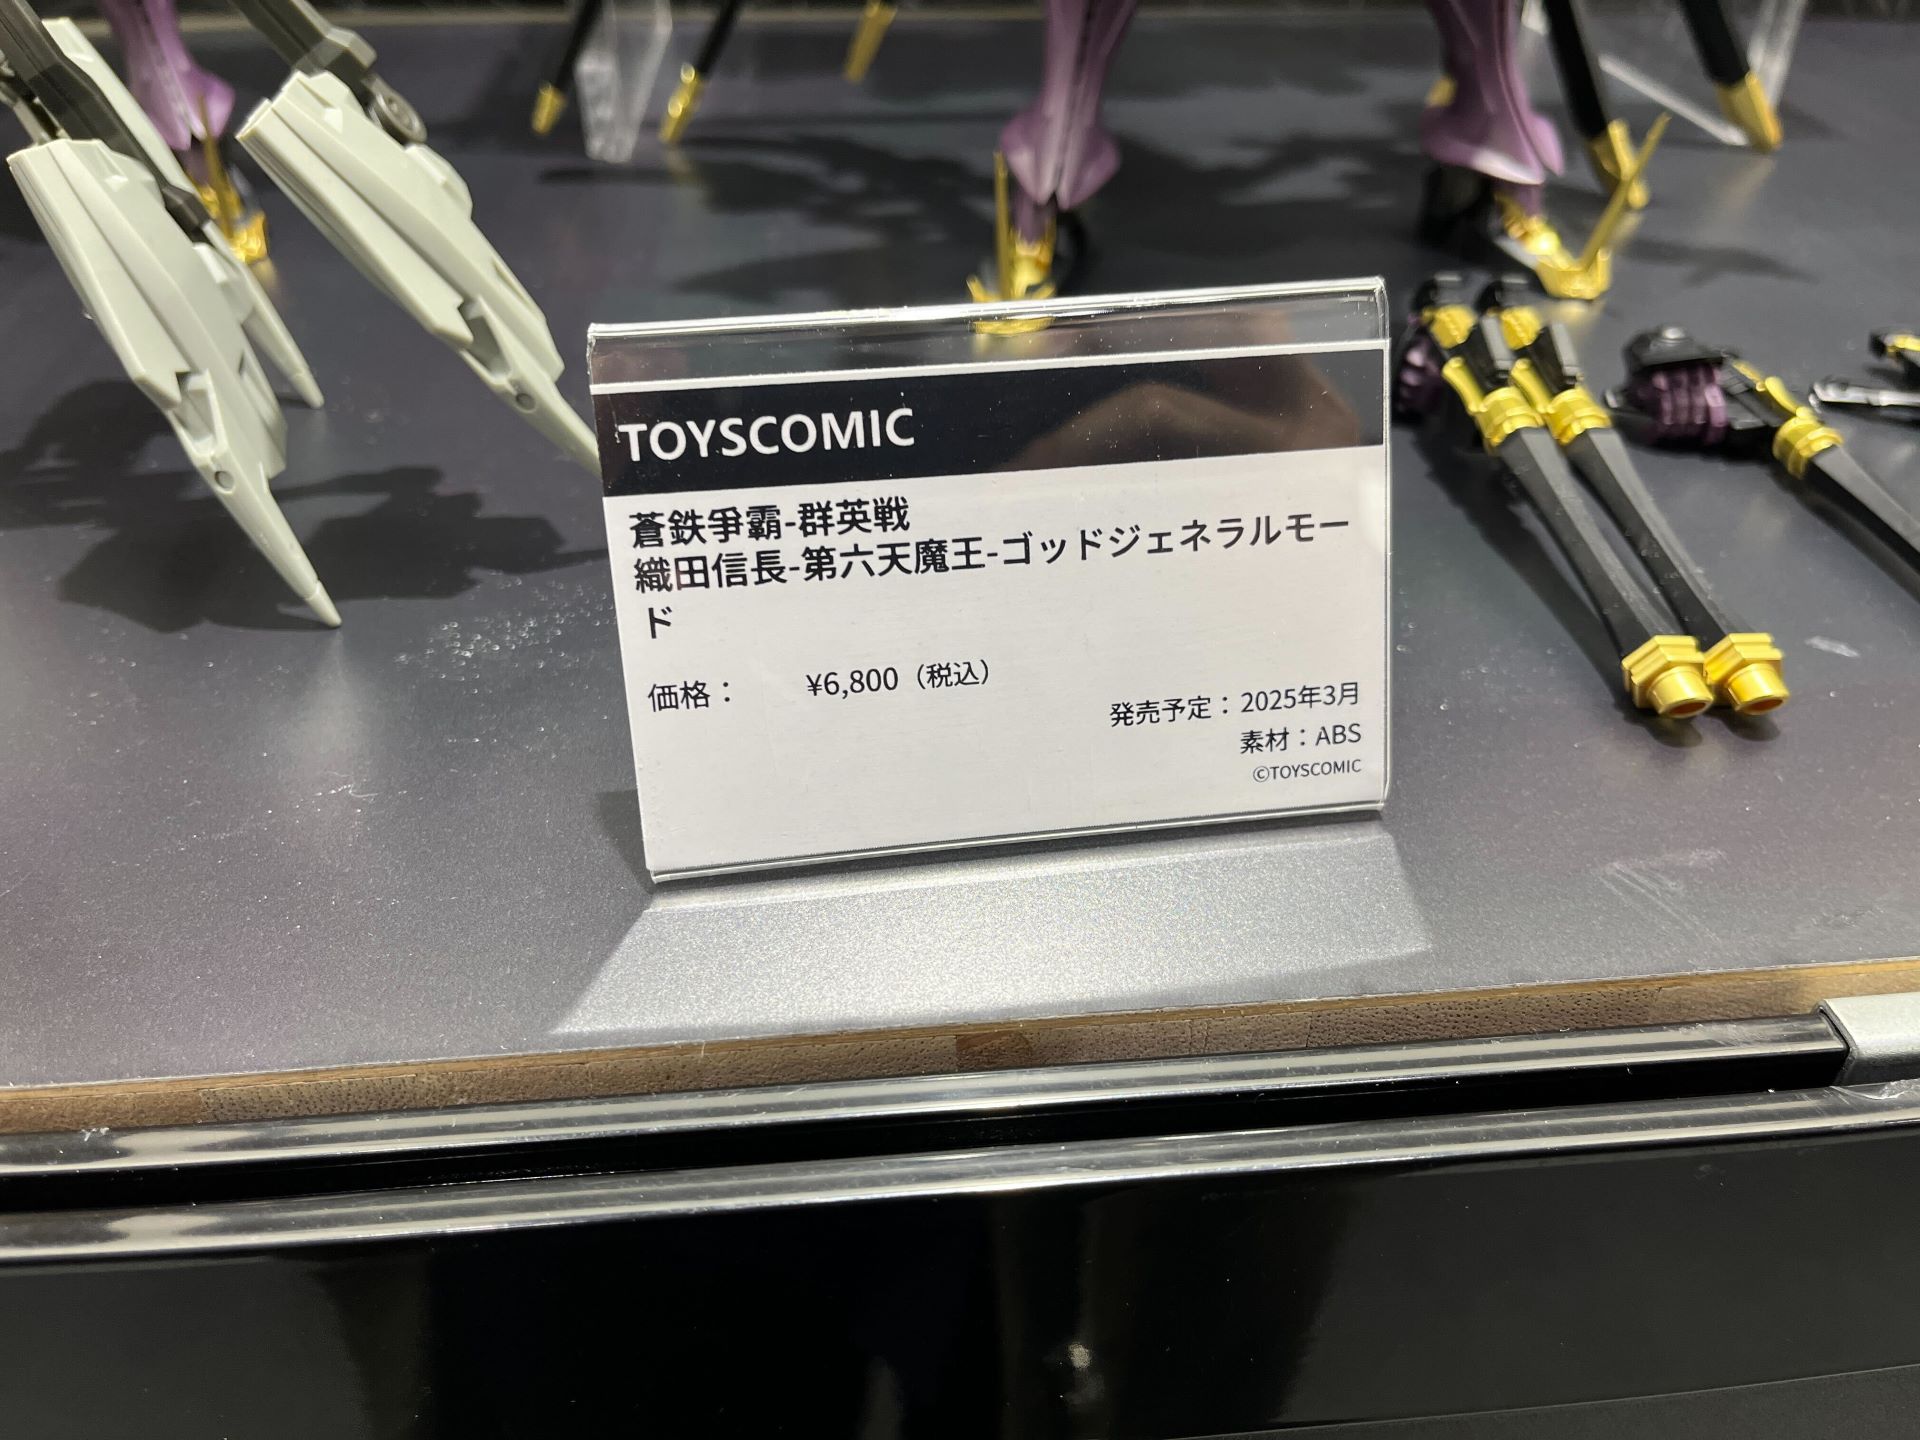 TOYSCOMIC
蒼鉄争覇-群英戦
織田信長-第六天魔王-ゴッドジェネラルモー
ド
価格： ¥6,800（税込）
発売予定：2025年3月
素材：ABS
©TOYSCOMIC